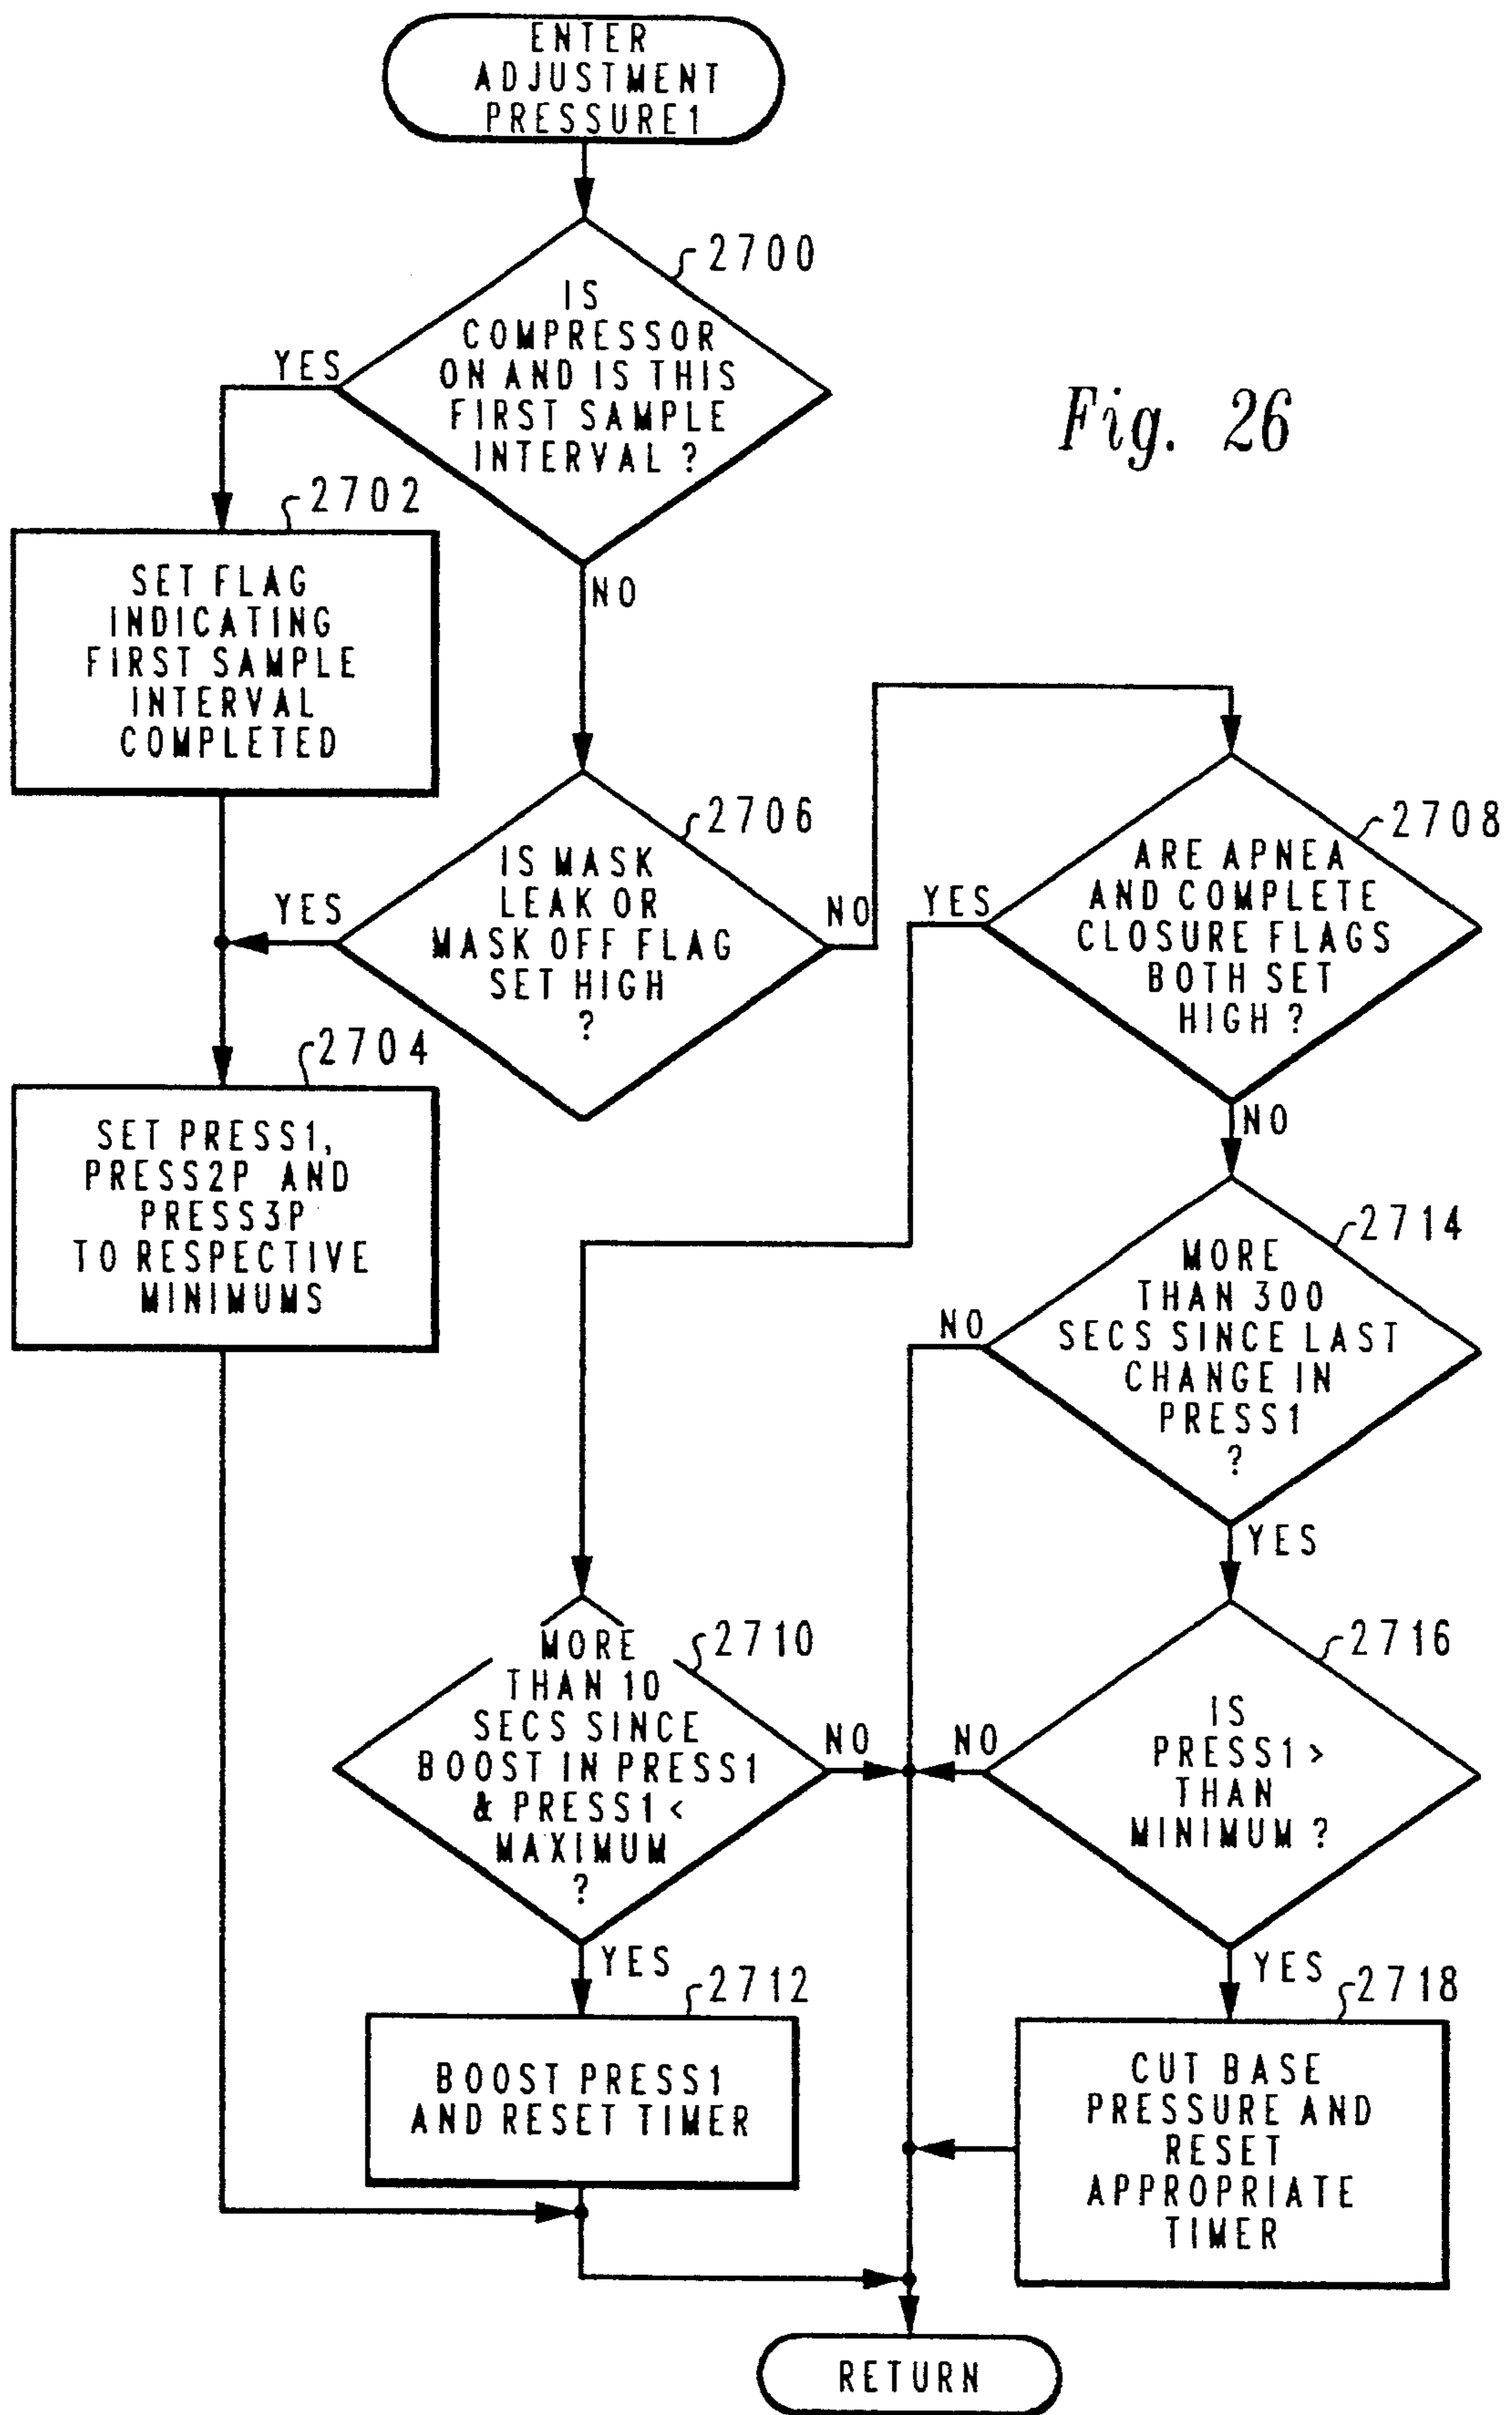 ENTER
ADJUSTMENT
PRESSURE1
2700
IS
COMPRESSOR
ON AND IS THIS
FIRST SAMPLE
INTERVAL ?
YES
NO
Fig. 26
2702
SET FLAG
INDICATING
FIRST SAMPLE
INTERVAL
COMPLETED
2706
IS MASK
LEAK OR
MASK OFF FLAG
SET HIGH
?
YES
NO
2708
ARE APNEA
AND COMPLETE
CLOSURE FLAGS
BOTH SET
HIGH ?
YES
NO
2704
SET PRESS1,
PRESS2P AND
PRESS3P
TO RESPECTIVE
MINIMUMS
2714
MORE
THAN 300
SECS SINCE LAST
CHANGE IN
PRESS1
?
NO
YES
2710
MORE
THAN 10
SECS SINCE
BOOST IN PRESS1
& PRESS1 <
MAXIMUM
?
NO
YES
2716
IS
PRESS1 >
THAN
MINIMUM ?
NO
YES
2712
BOOST PRESS1
AND RESET TIMER
2718
CUT BASE
PRESSURE AND
RESET
APPROPRIATE
TIMER
RETURN